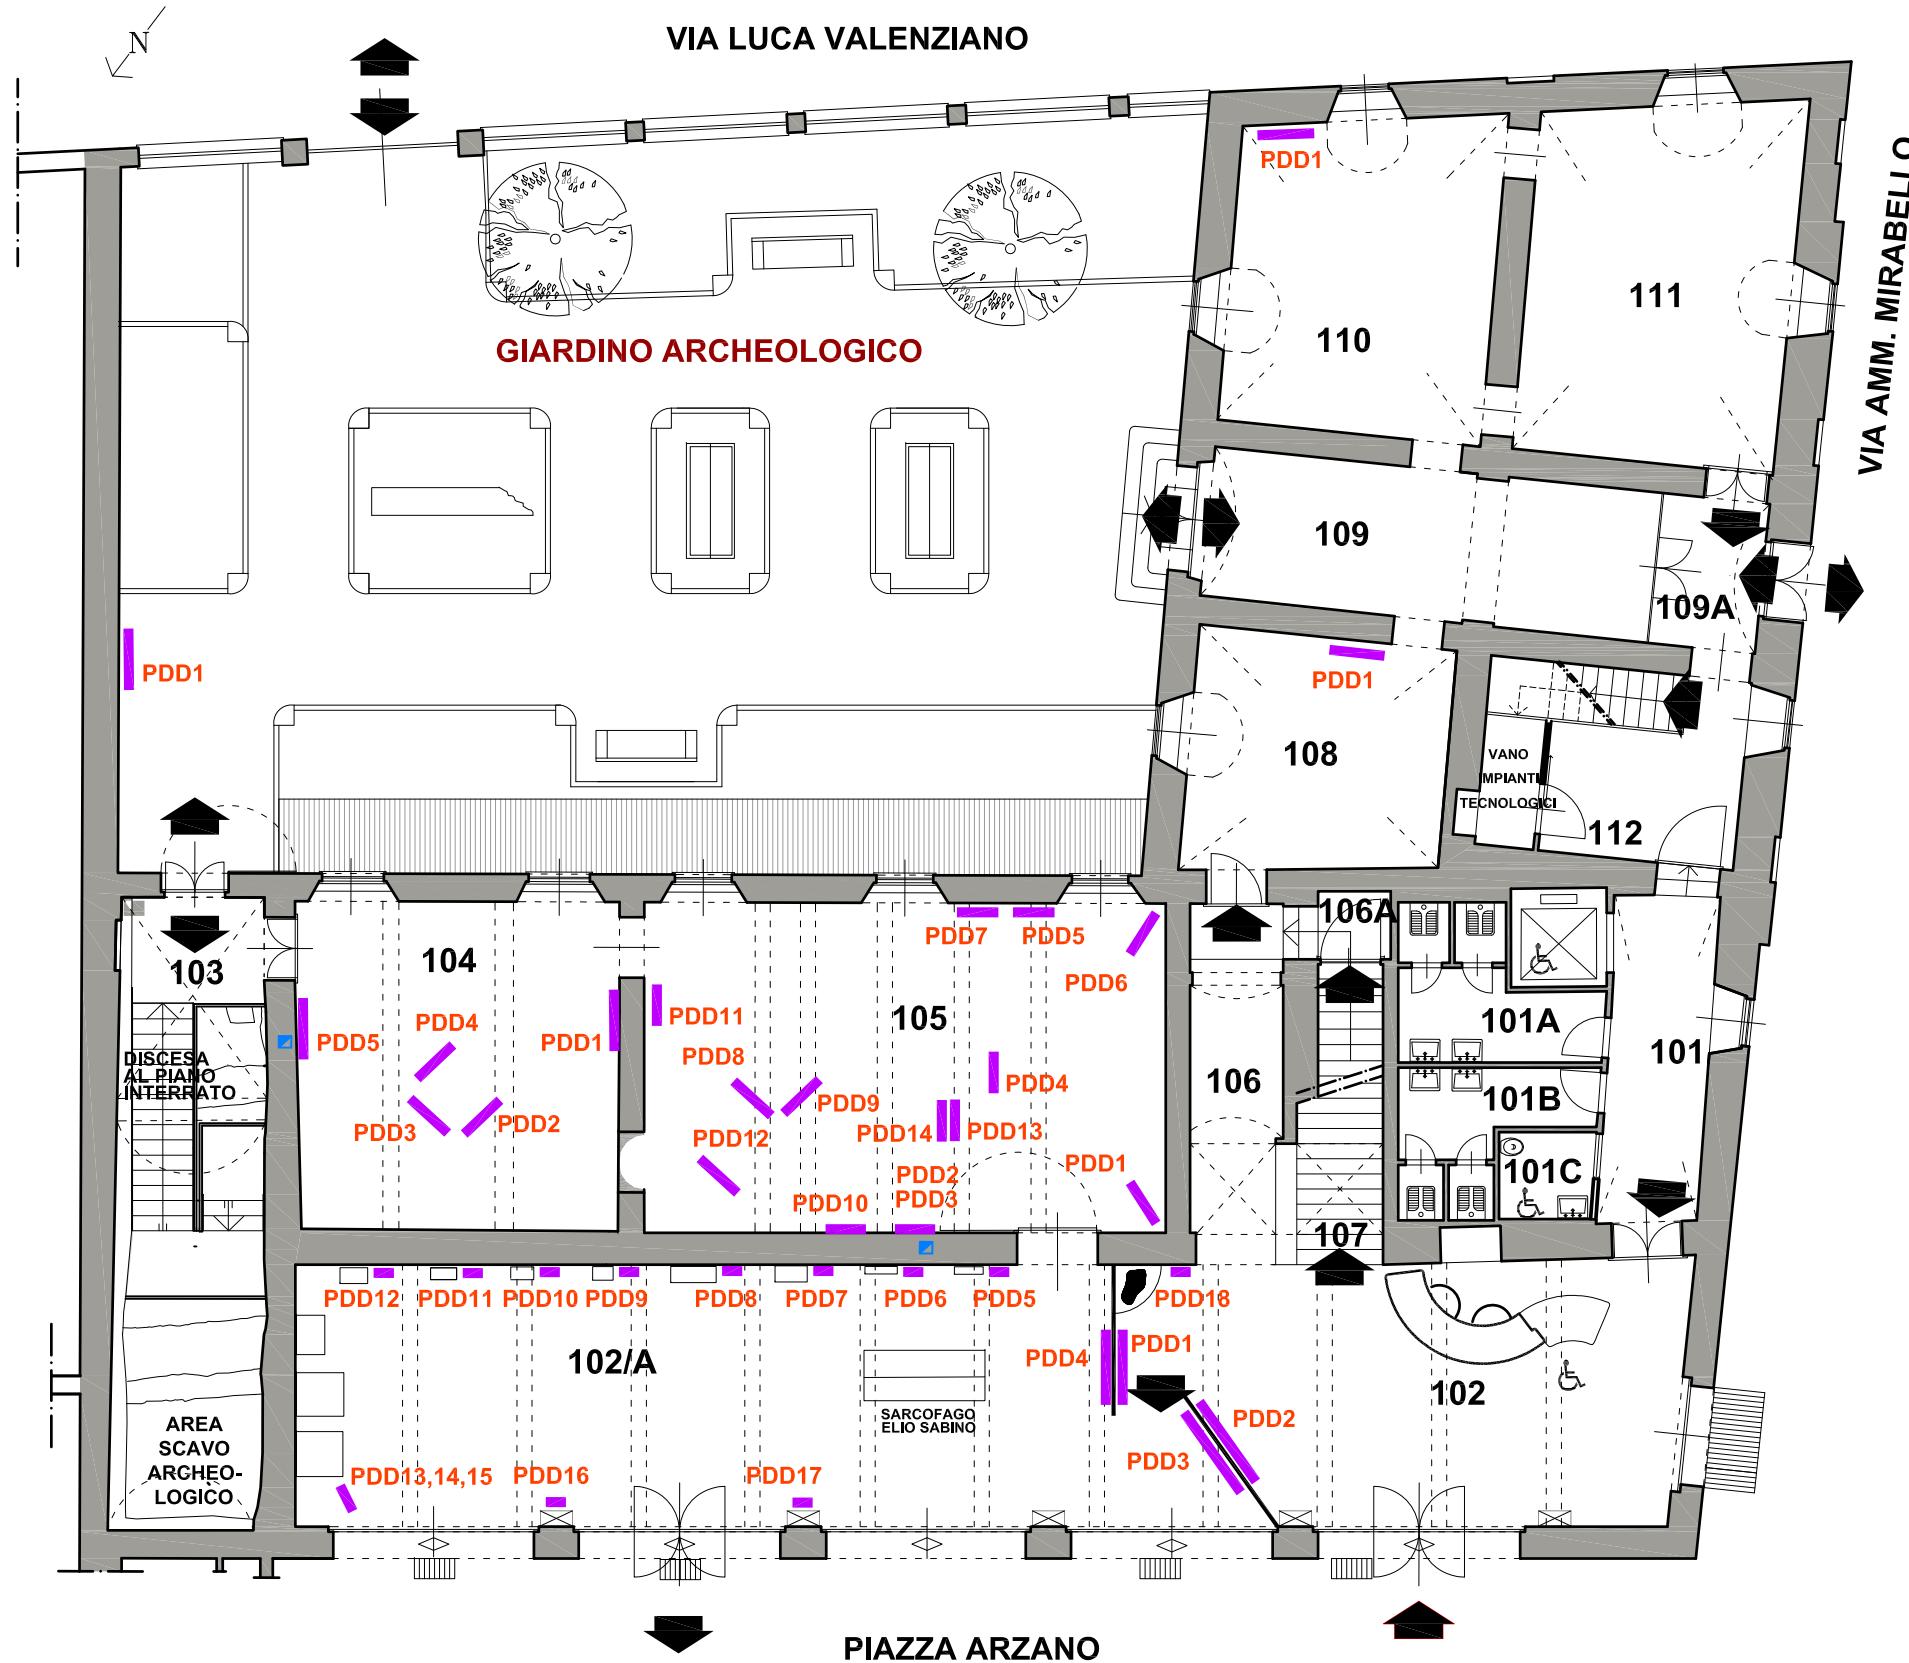 N
VIA LUCA VALENZIANO
VIA AMM. MIRABELLO
PDD1
111
110
GIARDINO ARCHEOLOGICO
109
109A
PDD1
PDD1
108
VANO
IMPIANTI
TECNOLOGICI
112
106A
103
104
PDD7
PDD5
PDD6
105
PDD11
PDD4
PDD5
PDD1
PDD8
PDD4
PDD9
PDD3
PDD2
PDD12
PDD14
PDD13
PDD2
PDD3
PDD1
PDD10
DISCESA
AL PIANO
INTERRATO
106
101A
101
101B
101C
107
PDD12
PDD11
PDD10
PDD9
PDD8
PDD7
PDD6
PDD5
PDD18
102/A
PDD4
PDD1
102
SARCOFAGO
ELIO SABINO
PDD2
PDD3
AREA
SCAVO
ARCHEO-
LOGICO
PDD13,14,15
PDD16
PDD17
PIAZZA ARZANO